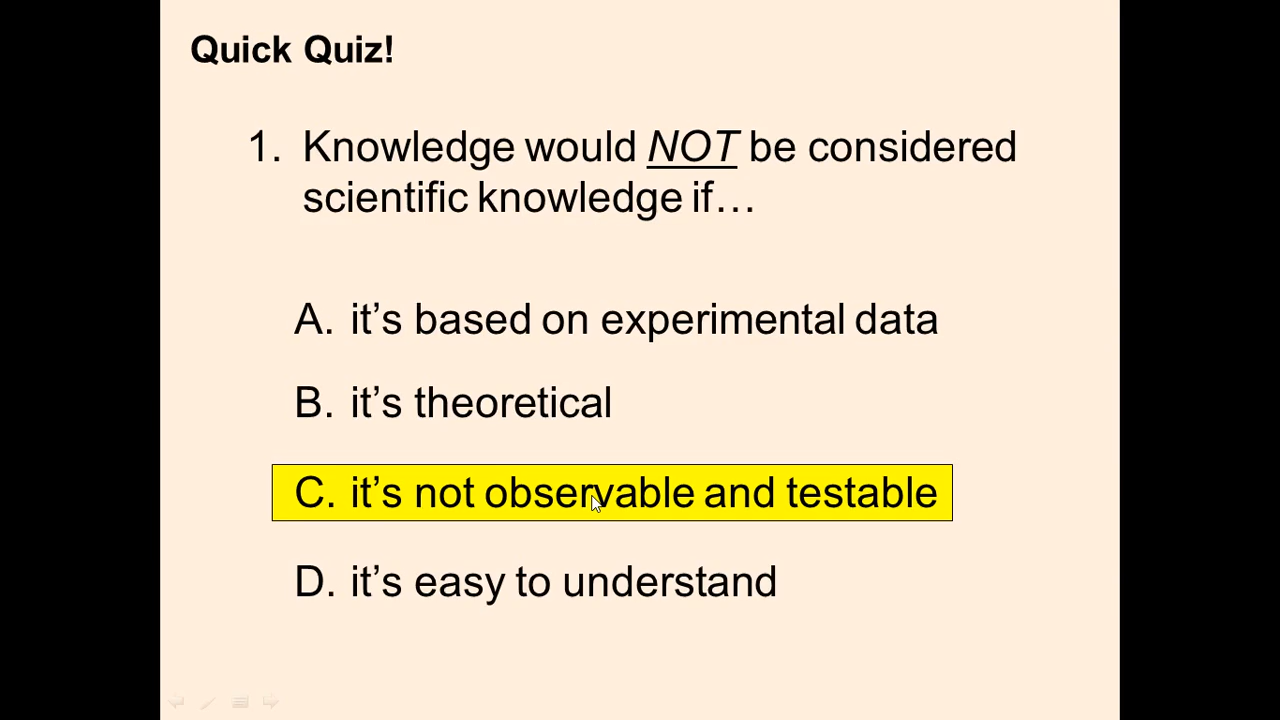 Quick Quiz!
1. Knowledge would NOT be considered
scientific knowledge if…
A. it’s based on experimental data
B. it’s theoretical
C. it’s not observable and testable
D. it’s easy to understand